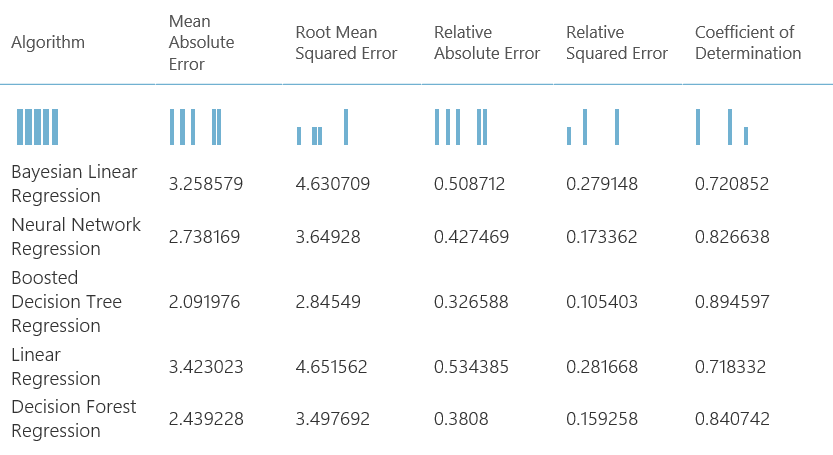 Algorithm Mean Absolute Error Root Mean Squared Error Relative Absolute Error Relative Squared Error Coefficient of Determination
Bayesian Linear Regression 3.258579 4.630709 0.508712 0.279148 0.720852
Neural Network Regression 2.738169 3.64928 0.427469 0.173362 0.826638
Boosted Decision Tree Regression 2.091976 2.84549 0.326588 0.105403 0.894597
Linear Regression 3.423023 4.651562 0.534385 0.281668 0.718332
Decision Forest Regression 2.439228 3.497692 0.3808 0.159258 0.840742